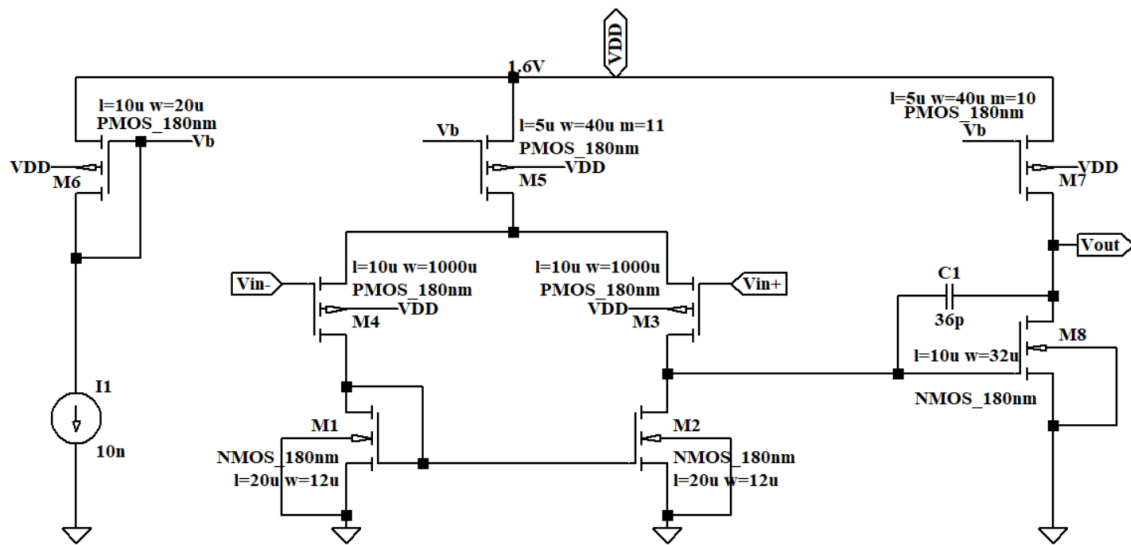 VDD
1.6V
l=10u w=20u
PMOS_180nm
Vb
VDD
M6
Vb
l=5u w=40u m=11
PMOS_180nm
VDD
M5
l=5u w=40u m=10
PMOS_180nm
Vb
VDD
M7
Vout
Vin-
l=10u w=1000u
PMOS_180nm
VDD
M4
l=10u w=1000u
PMOS_180nm
VDD
M3
Vin+
C1
36p
M8
l=10u w=32u
NMOS_180nm
I1
10n
M1
NMOS_180nm
l=20u w=12u
M2
NMOS_180nm
l=20u w=12u